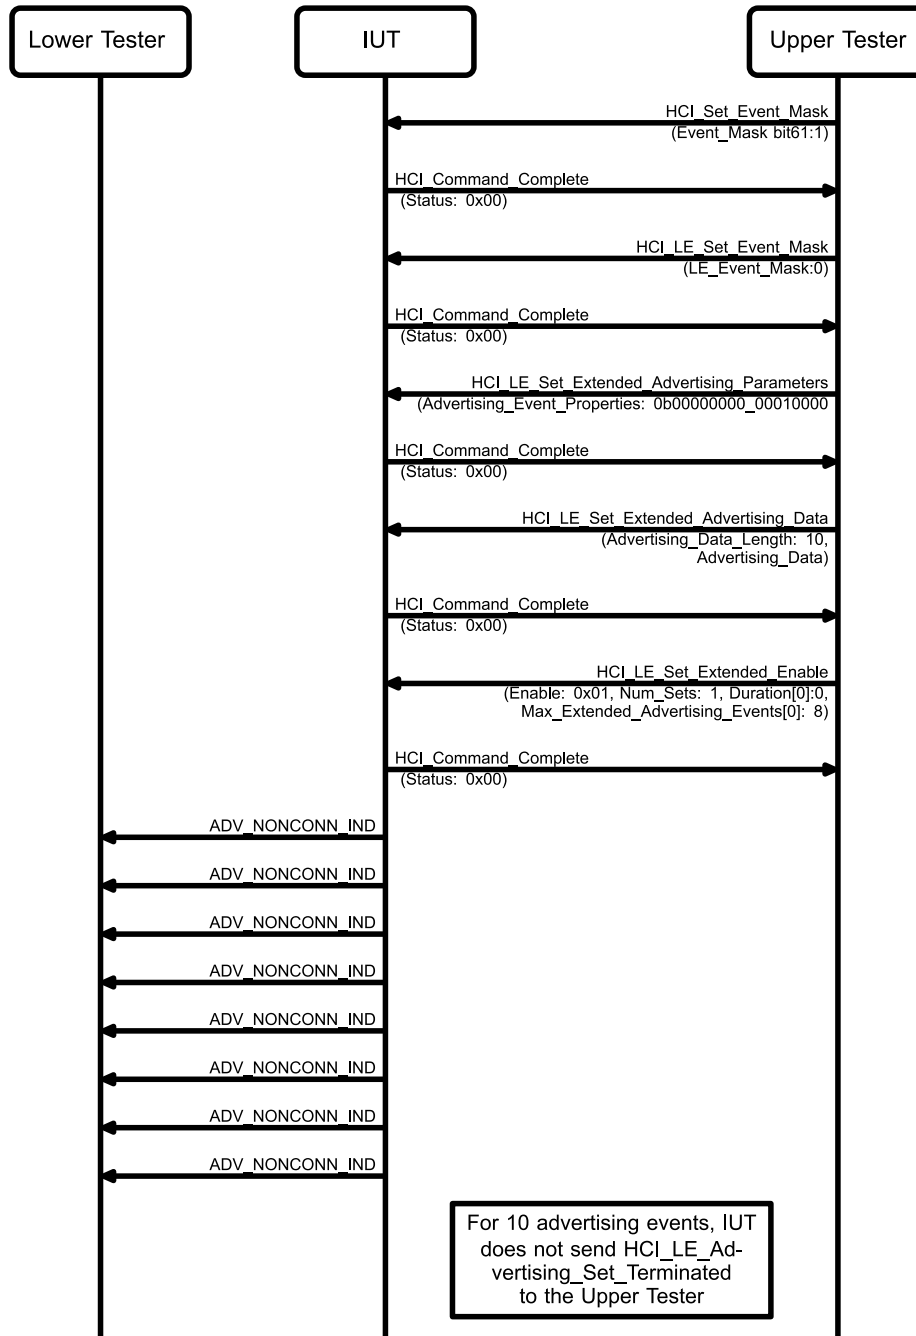 Lower Tester
IUT
Upper Tester
HCI_Set_Event_Mask
(Event_Mask bit61:1)
HCI_Command_Complete
(Status: 0x00)
HCI_LE_Set_Event_Mask
(LE_Event_Mask:0)
HCI_Command_Complete
(Status: 0x00)
HCI_LE_Set_Extended_Advertising_Parameters
(Advertising_Event_Properties: 0b00000000_00010000
HCI_Command_Complete
(Status: 0x00)
HCI_LE_Set_Extended_Advertising_Data
(Advertising_Data_Length: 10,
Advertising_Data)
HCI_Command_Complete
(Status: 0x00)
HCI_LE_Set_Extended_Enable
(Enable: 0x01, Num_Sets: 1, Duration[0]:0,
Max_Extended_Advertising_Events[0]: 8)
HCI_Command_Complete
(Status: 0x00)
ADV_NONCONN_IND
ADV_NONCONN_IND
ADV_NONCONN_IND
ADV_NONCONN_IND
ADV_NONCONN_IND
ADV_NONCONN_IND
ADV_NONCONN_IND
ADV_NONCONN_IND
For 10 advertising events, IUT
does not send HCI_LE_Ad-
vertising_Set_Terminated
to the Upper Tester